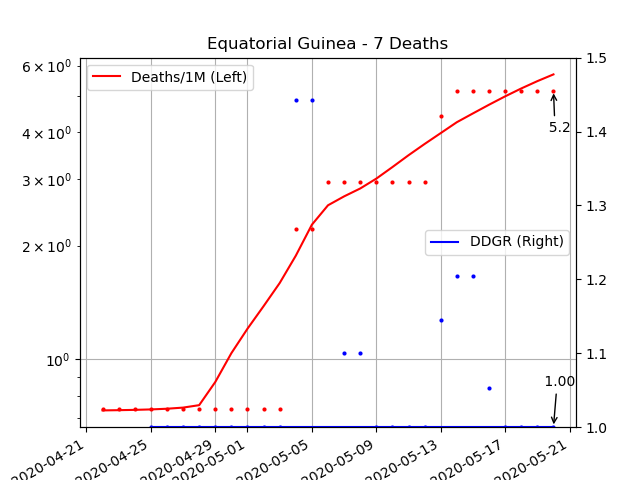 Equatorial Guinea - 7 Deaths
6 × 10⁰
4 × 10⁰
3 × 10⁰
2 × 10⁰
10⁰
Deaths/1M (Left)
DDGR (Right)
5.2
1.00
1.5
1.4
1.3
1.2
1.1
1.0
2020-04-21
2020-04-25
2020-04-29
2020-05-01
2020-05-05
2020-05-09
2020-05-13
2020-05-17
2020-05-21